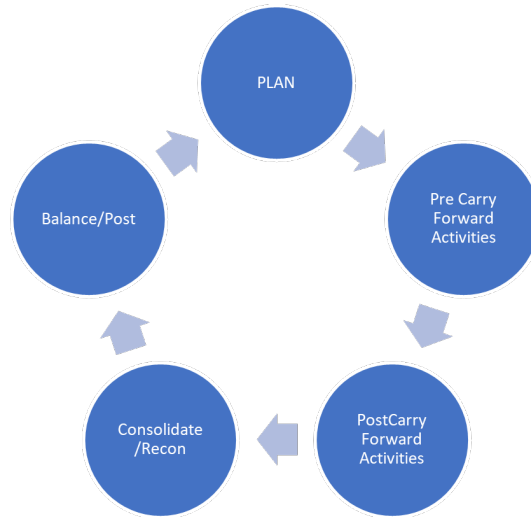 PLAN
Pre Carry
Forward
Activities
PostCarry
Forward
Activities
Consolidate
/Recon
Balance/Post